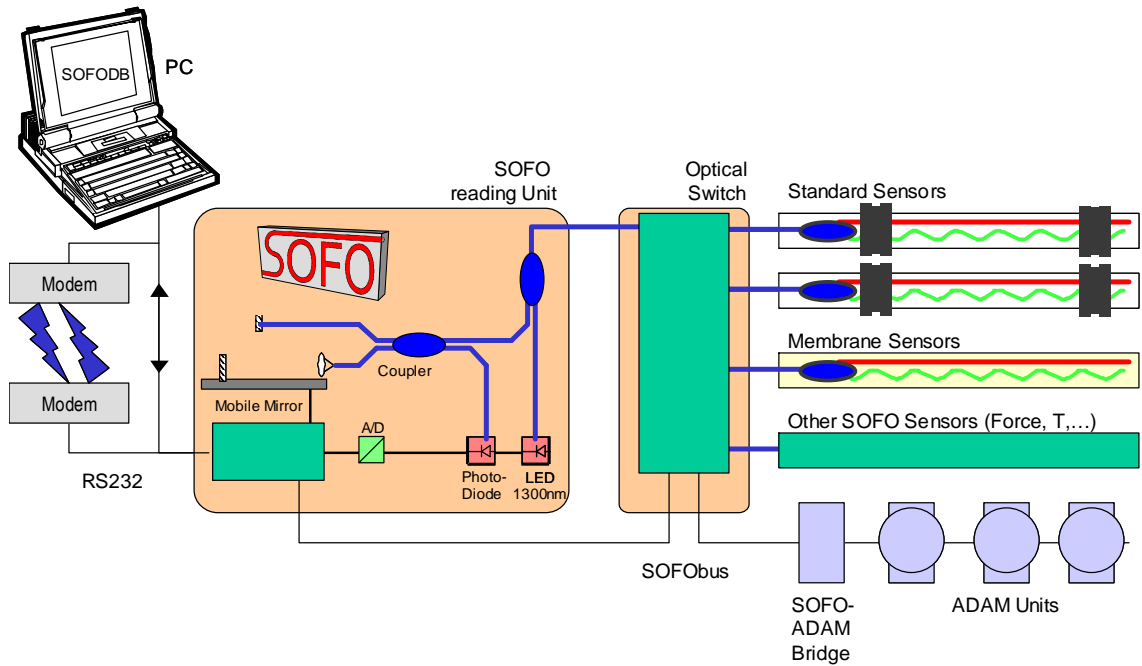 SOFODB
PC
SOFO
reading Unit
Optical
Switch
Standard Sensors
SOFO
Modem
Coupler
Membrane Sensors
Modem
Mobile Mirror
A/D
Other SOFO Sensors (Force, T,…)
RS232
Photo-
Diode
LED
1300nm
SOFObus
SOFO-
ADAM
Bridge
ADAM Units